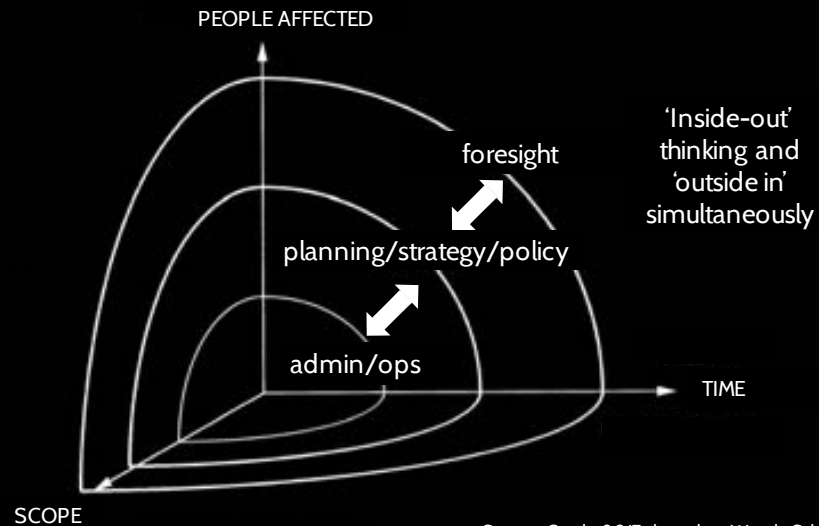 PEOPLE AFFECTED
'Inside-out'
thinking and
'outside in'
simultaneously
foresight
planning/strategy/policy
admin/ops
TIME
SCOPE